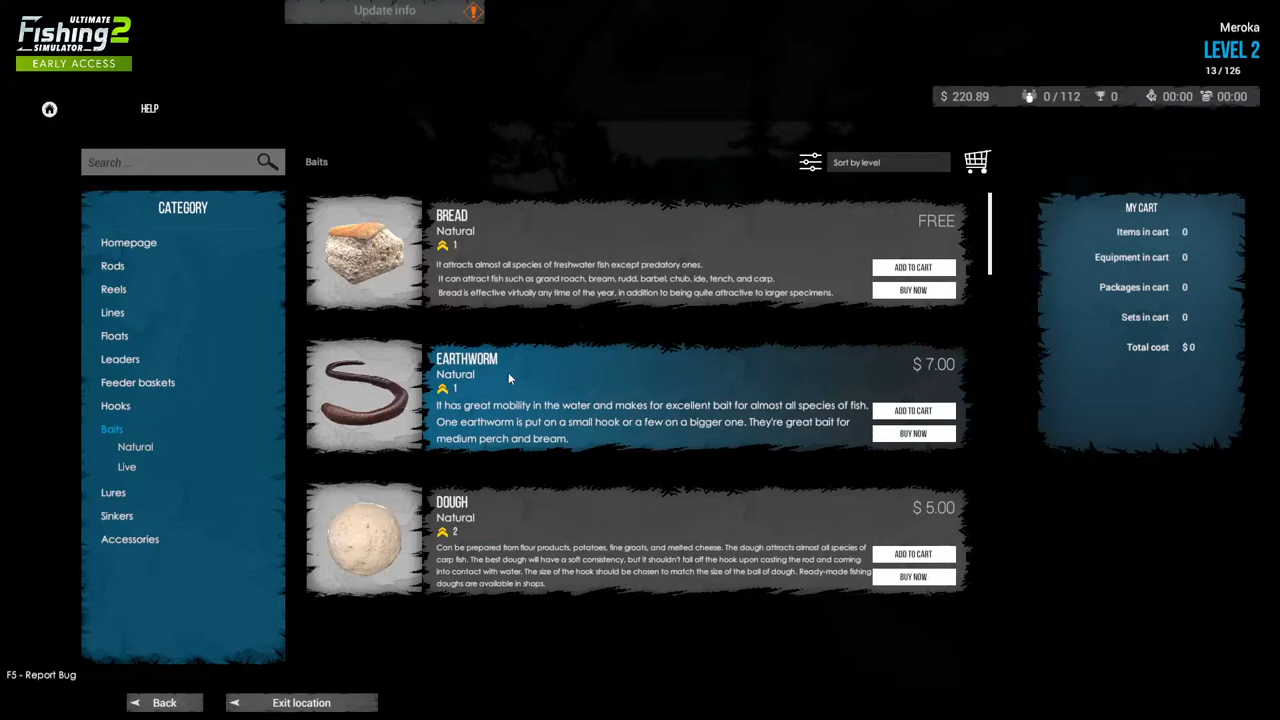 Update info
ULTIMATE
Fishing 2
SIMULATOR
EARLY ACCESS
Meroka
LEVEL 2
13 / 126
$ 220.89
0 / 112
0
00:00
00:00
HELP
Search ...
Baits
Sort by level
CATEGORY
Homepage
Rods
Reels
Lines
Floats
Leaders
Feeder baskets
Hooks
Baits
Natural
Live
Lures
Sinkers
Accessories
BREAD
FREE
Natural
1
It attracts almost all species of freshwater fish except predatory ones.
It can attract fish such as grand roach, bream, rudd, barbel, chub, ide, tench, and carp.
Bread is effective virtually any time of the year, in addition to being quite attractive to larger specimens.
ADD TO CART
BUY NOW
EARTHWORM
$ 7.00
Natural
1
It has great mobility in the water and makes for excellent bait for almost all species of fish.
One earthworm is put on a small hook or a few on a bigger one. They're great bait for
medium perch and bream.
ADD TO CART
BUY NOW
DOUGH
$ 5.00
Natural
2
Can be prepared from flour products, potatoes, fine groats, and melted cheese. The dough attracts almost all species of
carp fish. The best dough will have a soft consistency, but it shouldn't fall off the hook upon casting the rod and coming
into contact with water. The size of the hook should be chosen to match the size of the ball of dough. Ready-made fishing
doughs are available in shops.
ADD TO CART
BUY NOW
MY CART
Items in cart 0
Equipment in cart 0
Packages in cart 0
Sets in cart 0
Total cost $ 0
F5 - Report Bug
Back
Exit location